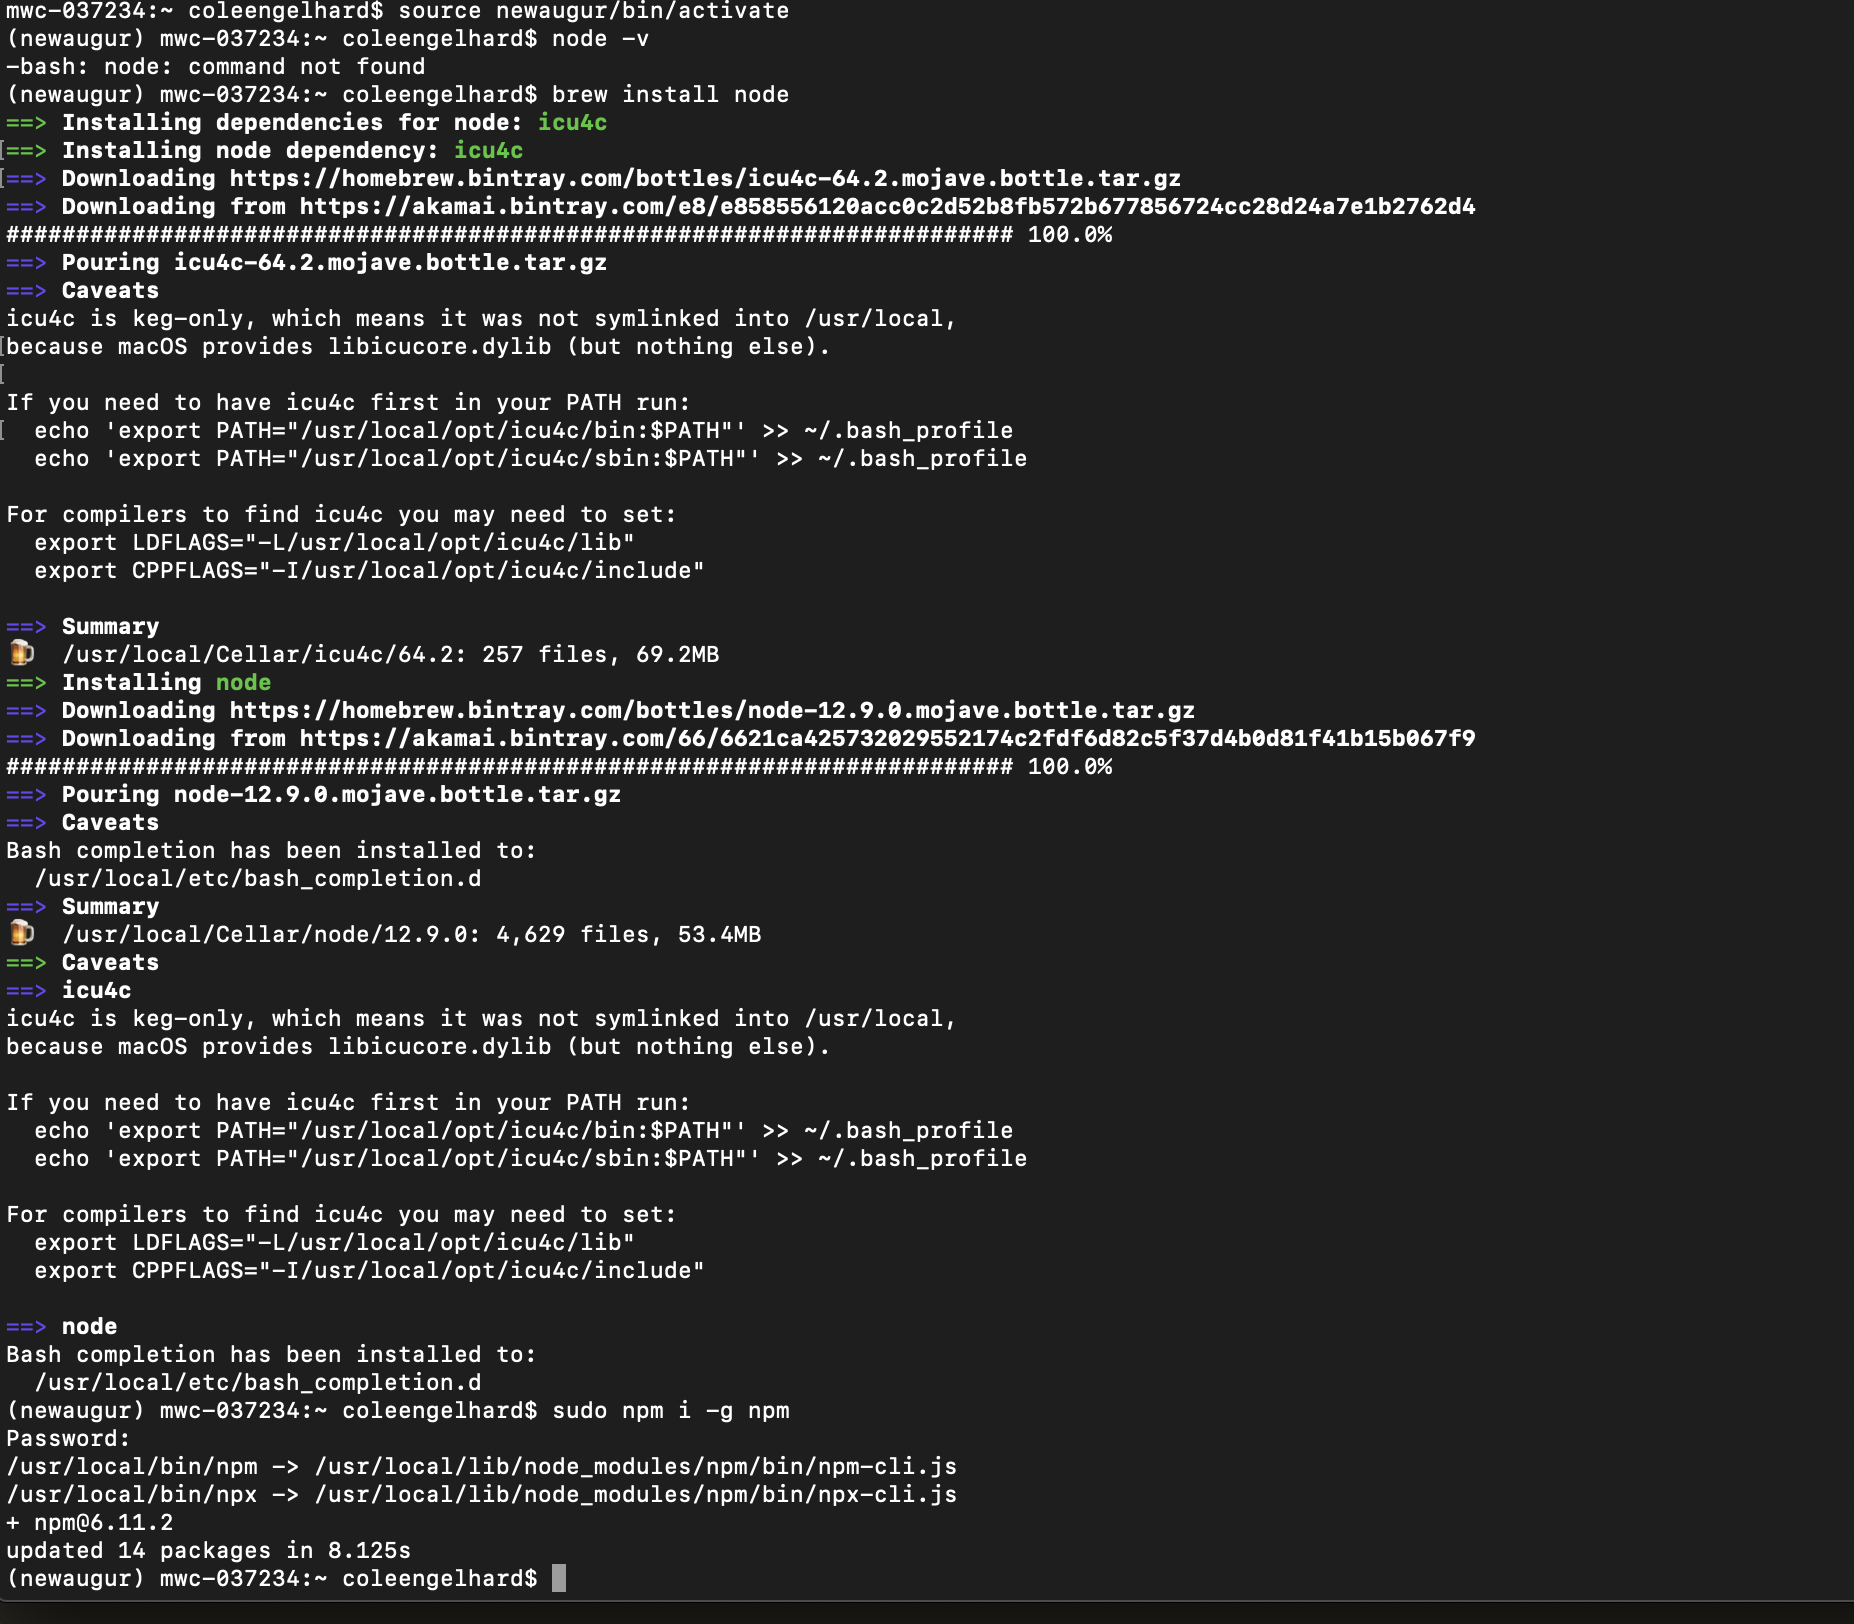 mwc-037234:~ coleengelhard$ source newaugur/bin/activate
(newaugur) mwc-037234:~ coleengelhard$ node -v
-bash: node: command not found
(newaugur) mwc-037234:~ coleengelhard$ brew install node
==> Installing dependencies for node: icu4c
==> Installing node dependency: icu4c
==> Downloading https://homebrew.bintray.com/bottles/icu4c-64.2.mojave.bottle.tar.gz
==> Downloading from https://akamai.bintray.com/e8/e858556120acc0c2d52b8fb572b677856724cc28d24a7e1b2762d4
######################################################################## 100.0%
==> Pouring icu4c-64.2.mojave.bottle.tar.gz
==> Caveats
icu4c is keg-only, which means it was not symlinked into /usr/local,
because macOS provides libicucore.dylib (but nothing else).
If you need to have icu4c first in your PATH run:
  echo 'export PATH="/usr/local/opt/icu4c/bin:$PATH"' >> ~/.bash_profile
  echo 'export PATH="/usr/local/opt/icu4c/sbin:$PATH"' >> ~/.bash_profile
For compilers to find icu4c you may need to set:
  export LDFLAGS="-L/usr/local/opt/icu4c/lib"
  export CPPFLAGS="-I/usr/local/opt/icu4c/include"
==> Summary
🍺  /usr/local/Cellar/icu4c/64.2: 257 files, 69.2MB
==> Installing node
==> Downloading https://homebrew.bintray.com/bottles/node-12.9.0.mojave.bottle.tar.gz
==> Downloading from https://akamai.bintray.com/66/6621ca425732029552174c2fdf6d82c5f37d4b0d81f41b15b067f9
######################################################################## 100.0%
==> Pouring node-12.9.0.mojave.bottle.tar.gz
==> Caveats
Bash completion has been installed to:
  /usr/local/etc/bash_completion.d
==> Summary
🍺  /usr/local/Cellar/node/12.9.0: 4,629 files, 53.4MB
==> Caveats
==> icu4c
icu4c is keg-only, which means it was not symlinked into /usr/local,
because macOS provides libicucore.dylib (but nothing else).
If you need to have icu4c first in your PATH run:
  echo 'export PATH="/usr/local/opt/icu4c/bin:$PATH"' >> ~/.bash_profile
  echo 'export PATH="/usr/local/opt/icu4c/sbin:$PATH"' >> ~/.bash_profile
For compilers to find icu4c you may need to set:
  export LDFLAGS="-L/usr/local/opt/icu4c/lib"
  export CPPFLAGS="-I/usr/local/opt/icu4c/include"
==> node
Bash completion has been installed to:
  /usr/local/etc/bash_completion.d
(newaugur) mwc-037234:~ coleengelhard$ sudo npm i -g npm
Password:
/usr/local/bin/npm -> /usr/local/lib/node_modules/npm/bin/npm-cli.js
/usr/local/bin/npx -> /usr/local/lib/node_modules/npm/bin/npx-cli.js
+ npm@6.11.2
updated 14 packages in 8.125s
(newaugur) mwc-037234:~ coleengelhard$